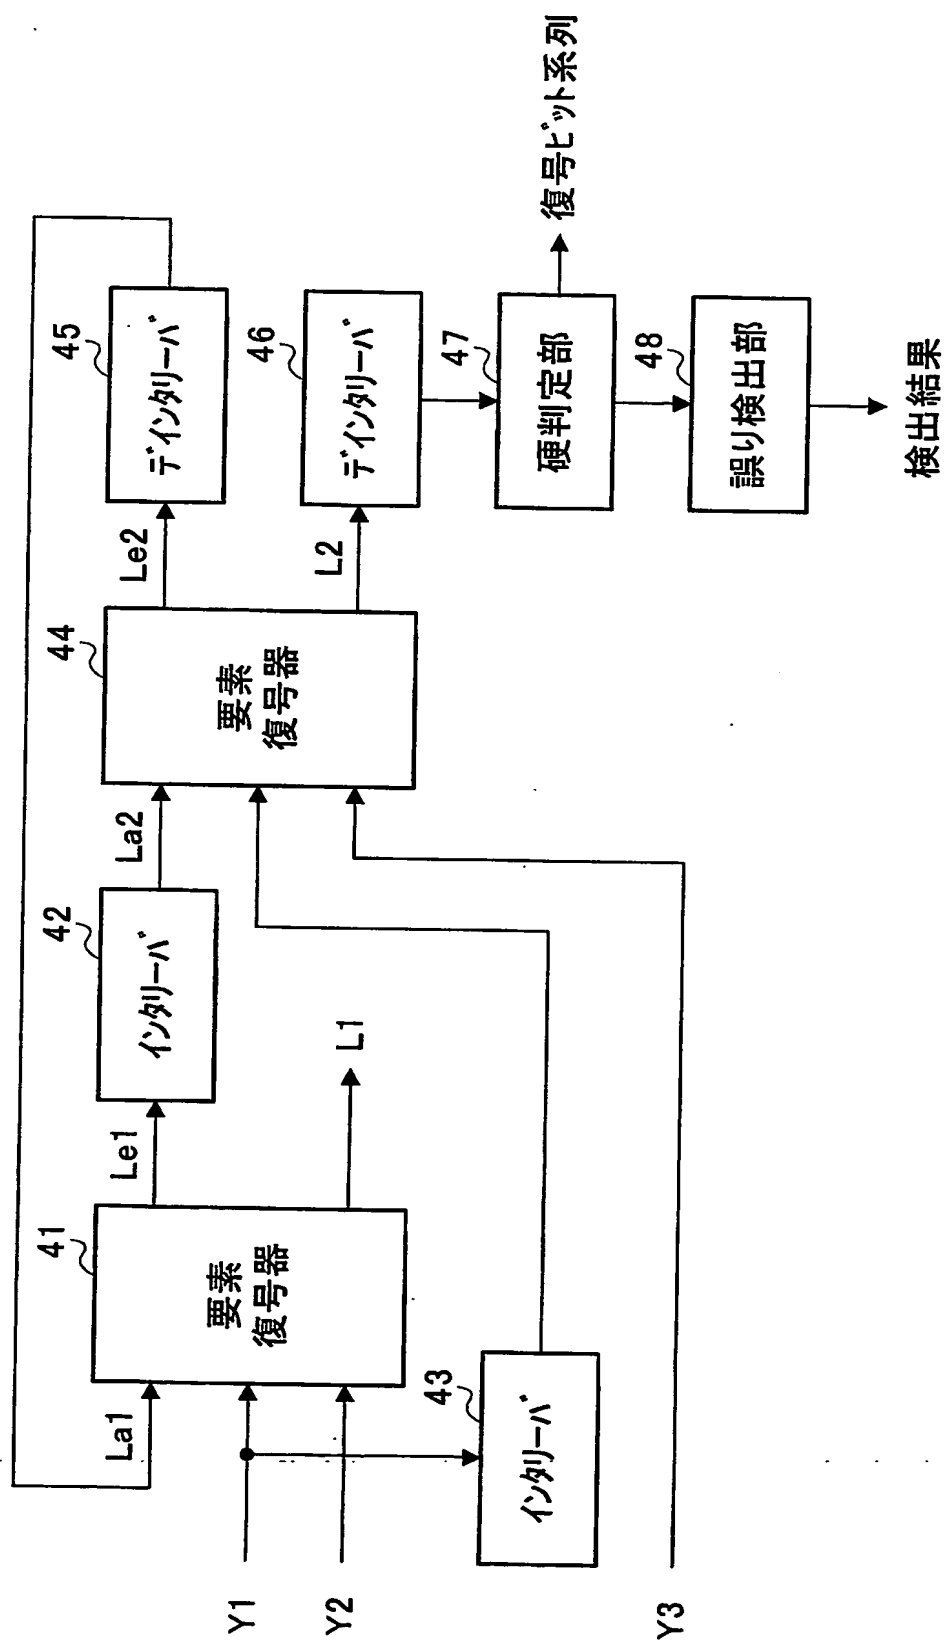 45
デインタリーバ
46
デインタリーバ
47
硬判定部
復号ビット系列
48
誤り検出部
検出結果
Le2
L2
44
要素
復号器
La2
42
インタリーバ
Le1
L1
41
要素
復号器
La1
43
インタリーバ
Y1
Y2
Y3